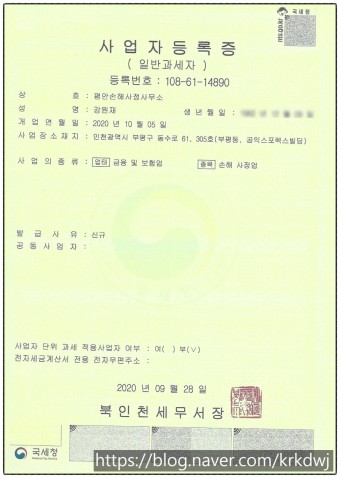 국세청
nts.go.kr
사업자등록증
( 일반과세자 )
등록번호 : 108-61-14890
상 호 : 평안손해사정사무소
성 명 : 강원재 생 년 월 일 :
개 업 연 월 일 : 2020 년 10 월 05 일
사 업 장 소 재 지 : 인천광역시 부평구 동수로 61, 305호(부평동, 공익스포렉스빌딩)
사 업 의 종 류 : 업태 금융 및 보험업 종목 손해 사정업
발 급 사 유 : 신규
공 동 사 업 자 :
사업자 단위 과세 적용사업자 여부 : 여( ) 부(∨)
전자세금계산서 전용 전자우편주소 :
2020 년 09 월 28 일
북인천세무서장
국세청
https://blog.naver.com/krkdwj